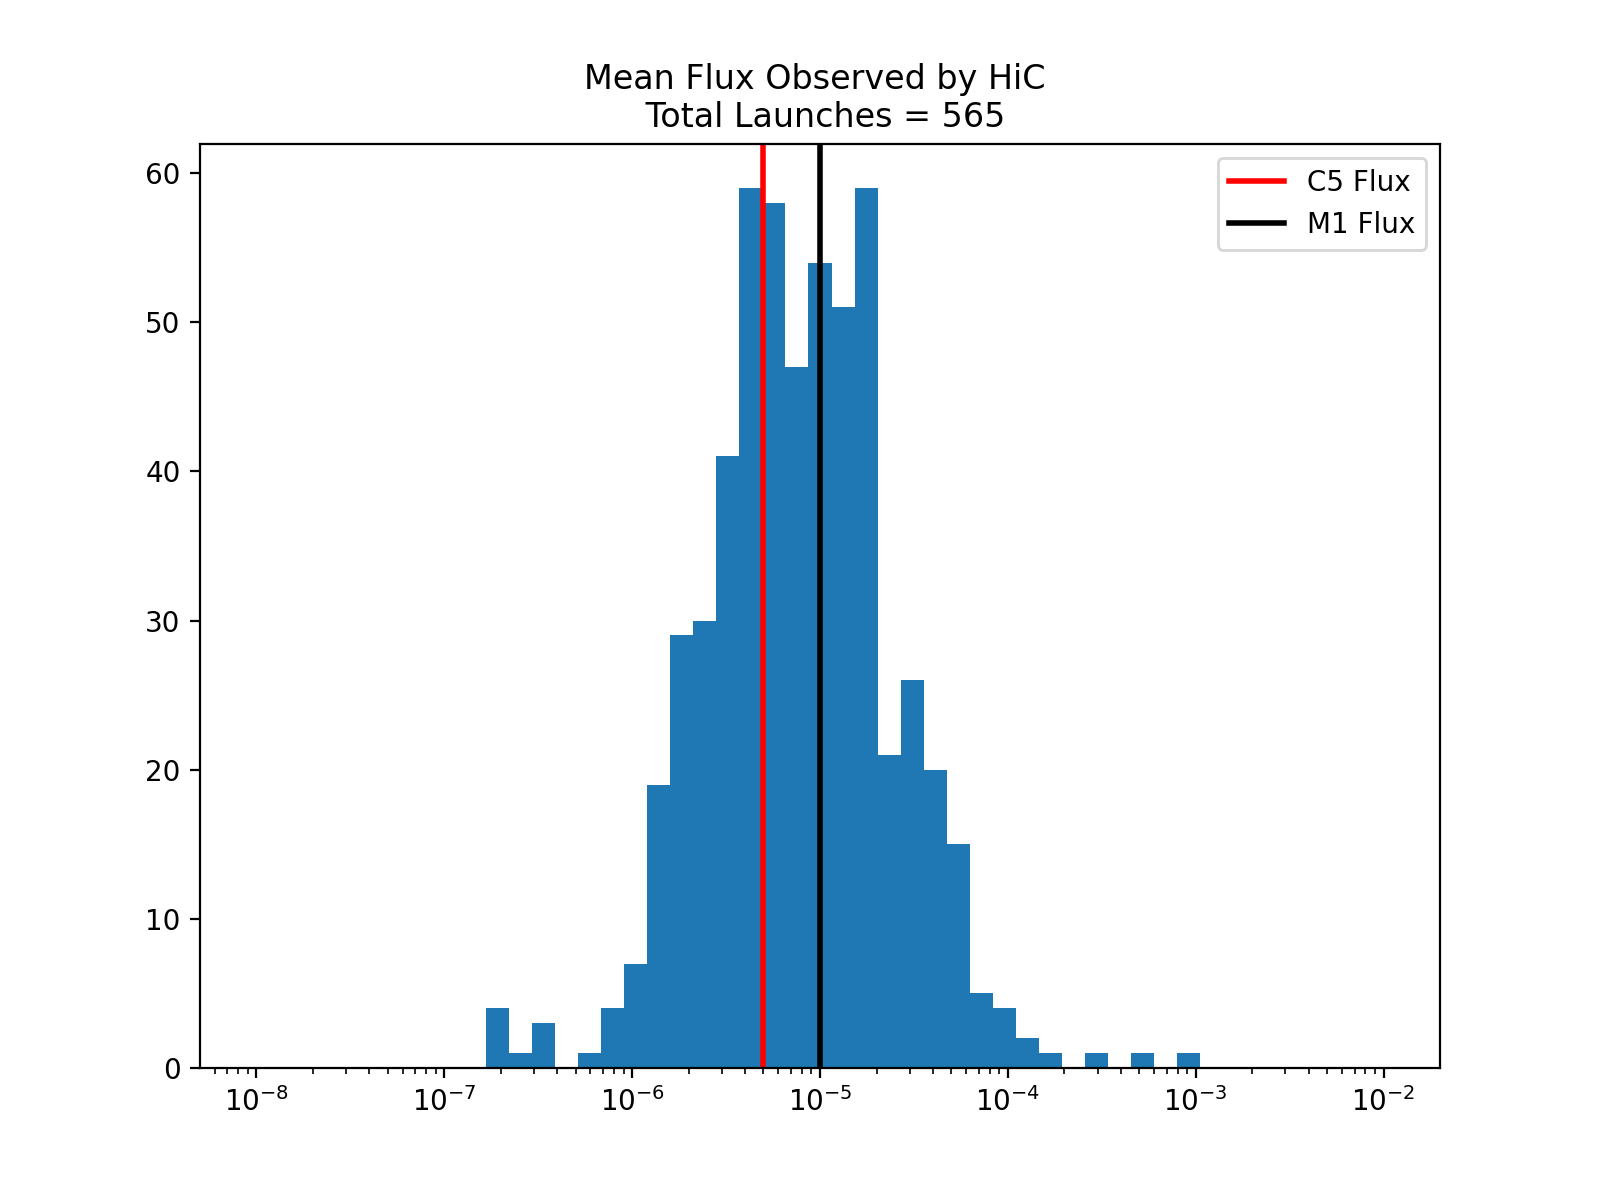 Mean Flux Observed by HiC
Total Launches = 565
C5 Flux
M1 Flux
60
50
40
30
20
10
0
10⁻⁸ 10⁻⁷ 10⁻⁶ 10⁻⁵ 10⁻⁴ 10⁻³ 10⁻²